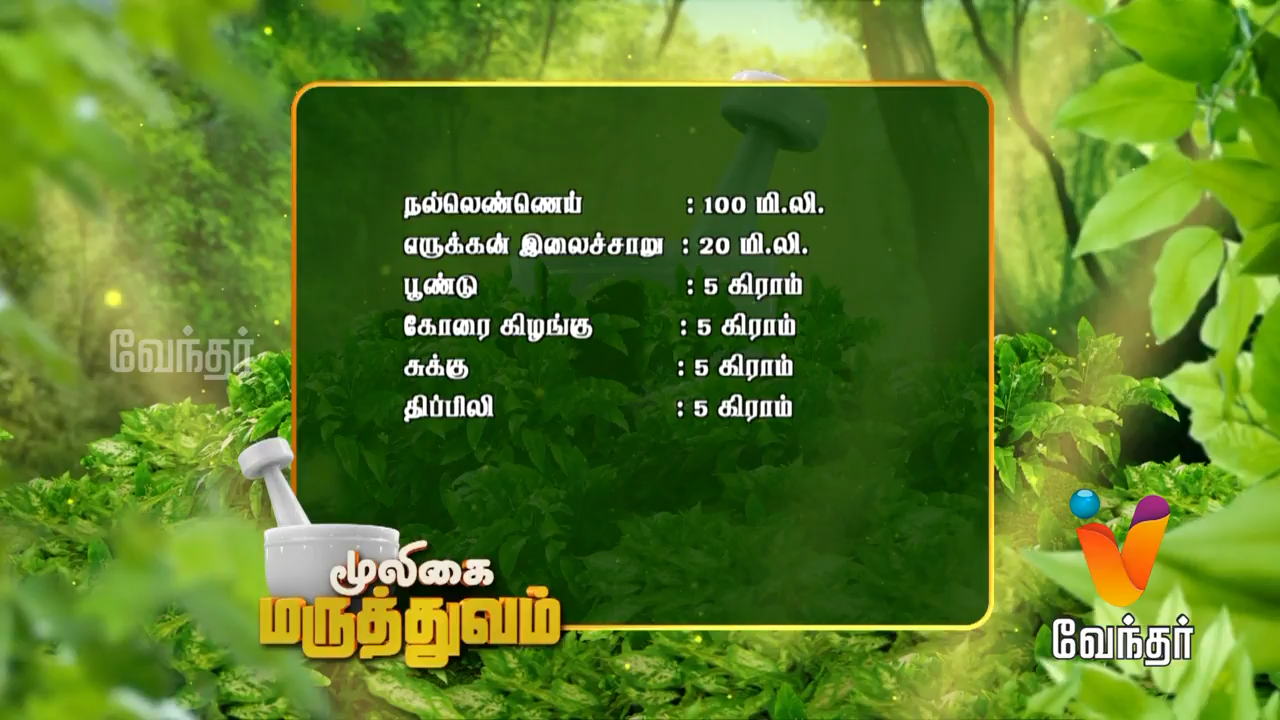 நல்லெண்ணெய் : 100 மி.லி.
எருக்கன் இலைச்சாறு : 20 மி.லி.
பூண்டு : 5 கிராம்
கோரை கிழங்கு : 5 கிராம்
சுக்கு : 5 கிராம்
திப்பிலி : 5 கிராம்
வேந்தர்
மூலிகை
மருத்துவம்
வேந்தர்